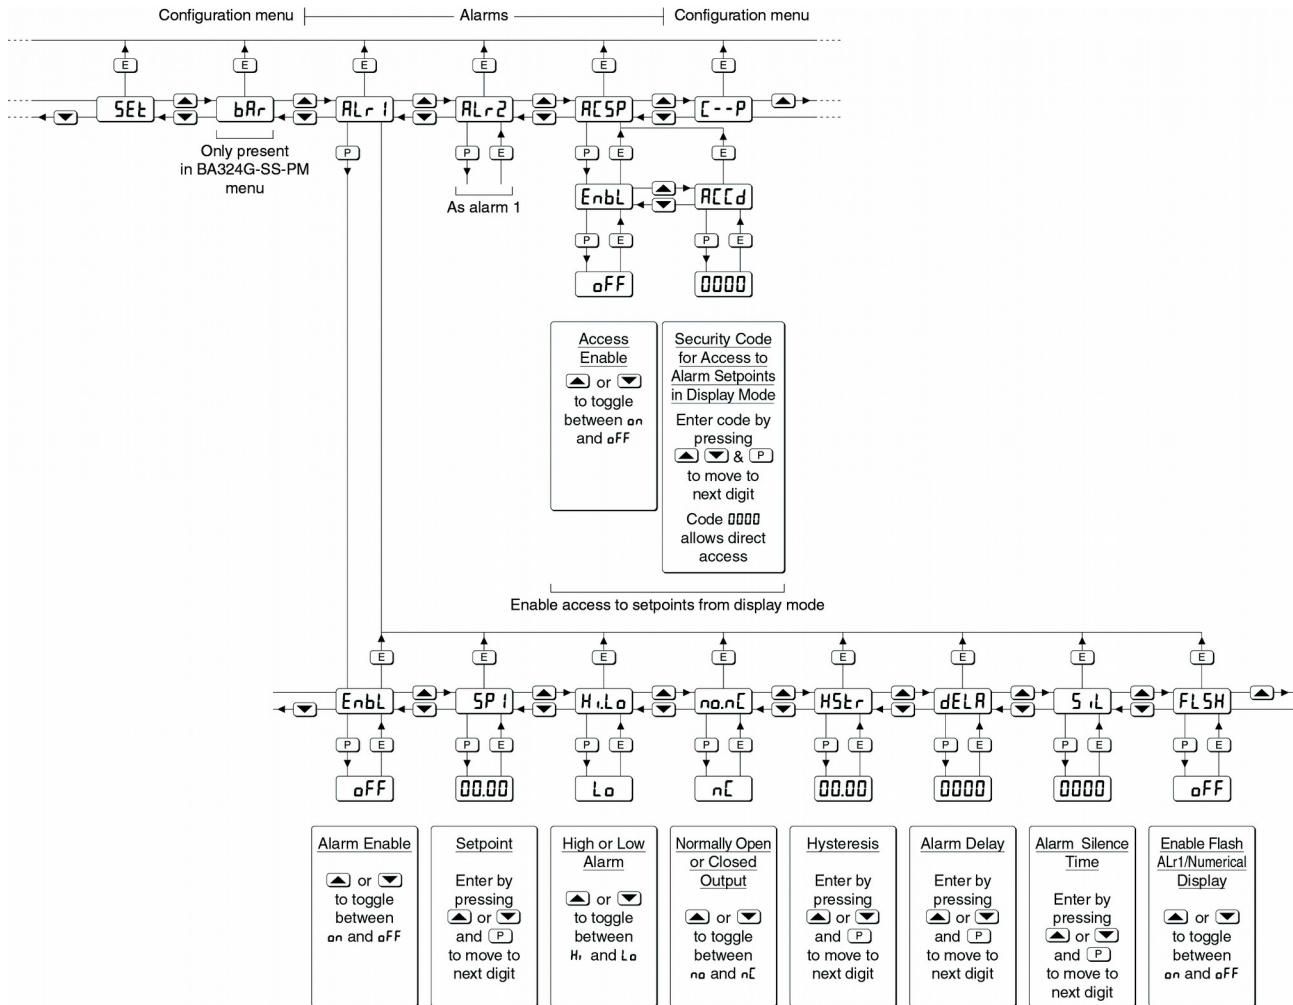 Configuration menu
Alarms
Configuration menu
E E E E E E
SEt bAr ALr1 ALr2 ACSP C--P
Only present
in BA324G-SS-PM
menu
P P E P E E
As alarm 1
EnbL ACCd
P E P E
oFF 0000
Access
Enable
or
to toggle
between on
and oFF
Security Code
for Access to
Alarm Setpoints
in Display Mode
Enter code by
pressing
& P
to move to
next digit
Code 0000
allows direct
access
Enable access to setpoints from display mode
E E E E E E E E
EnbL SP1 Hi.Lo no.nC HStr dELA SiL FLSH
P E P E P E P E P E P E P E P E
oFF 00.00 Lo nC 00.00 0000 0000 oFF
Alarm Enable
or
to toggle
between
on and oFF
Setpoint
Enter by
pressing
or
and P
to move to
next digit
High or Low
Alarm
or
to toggle
between
Hi and Lo
Normally Open
or Closed
Output
or
to toggle
between
no and nC
Hysteresis
Enter by
pressing
or
and P
to move to
next digit
Alarm Delay
Enter by
pressing
or
and P
to move to
next digit
Alarm Silence
Time
Enter by
pressing
or
and P
to move to
next digit
Enable Flash
ALr1/Numerical
Display
or
to toggle
between
on and oFF